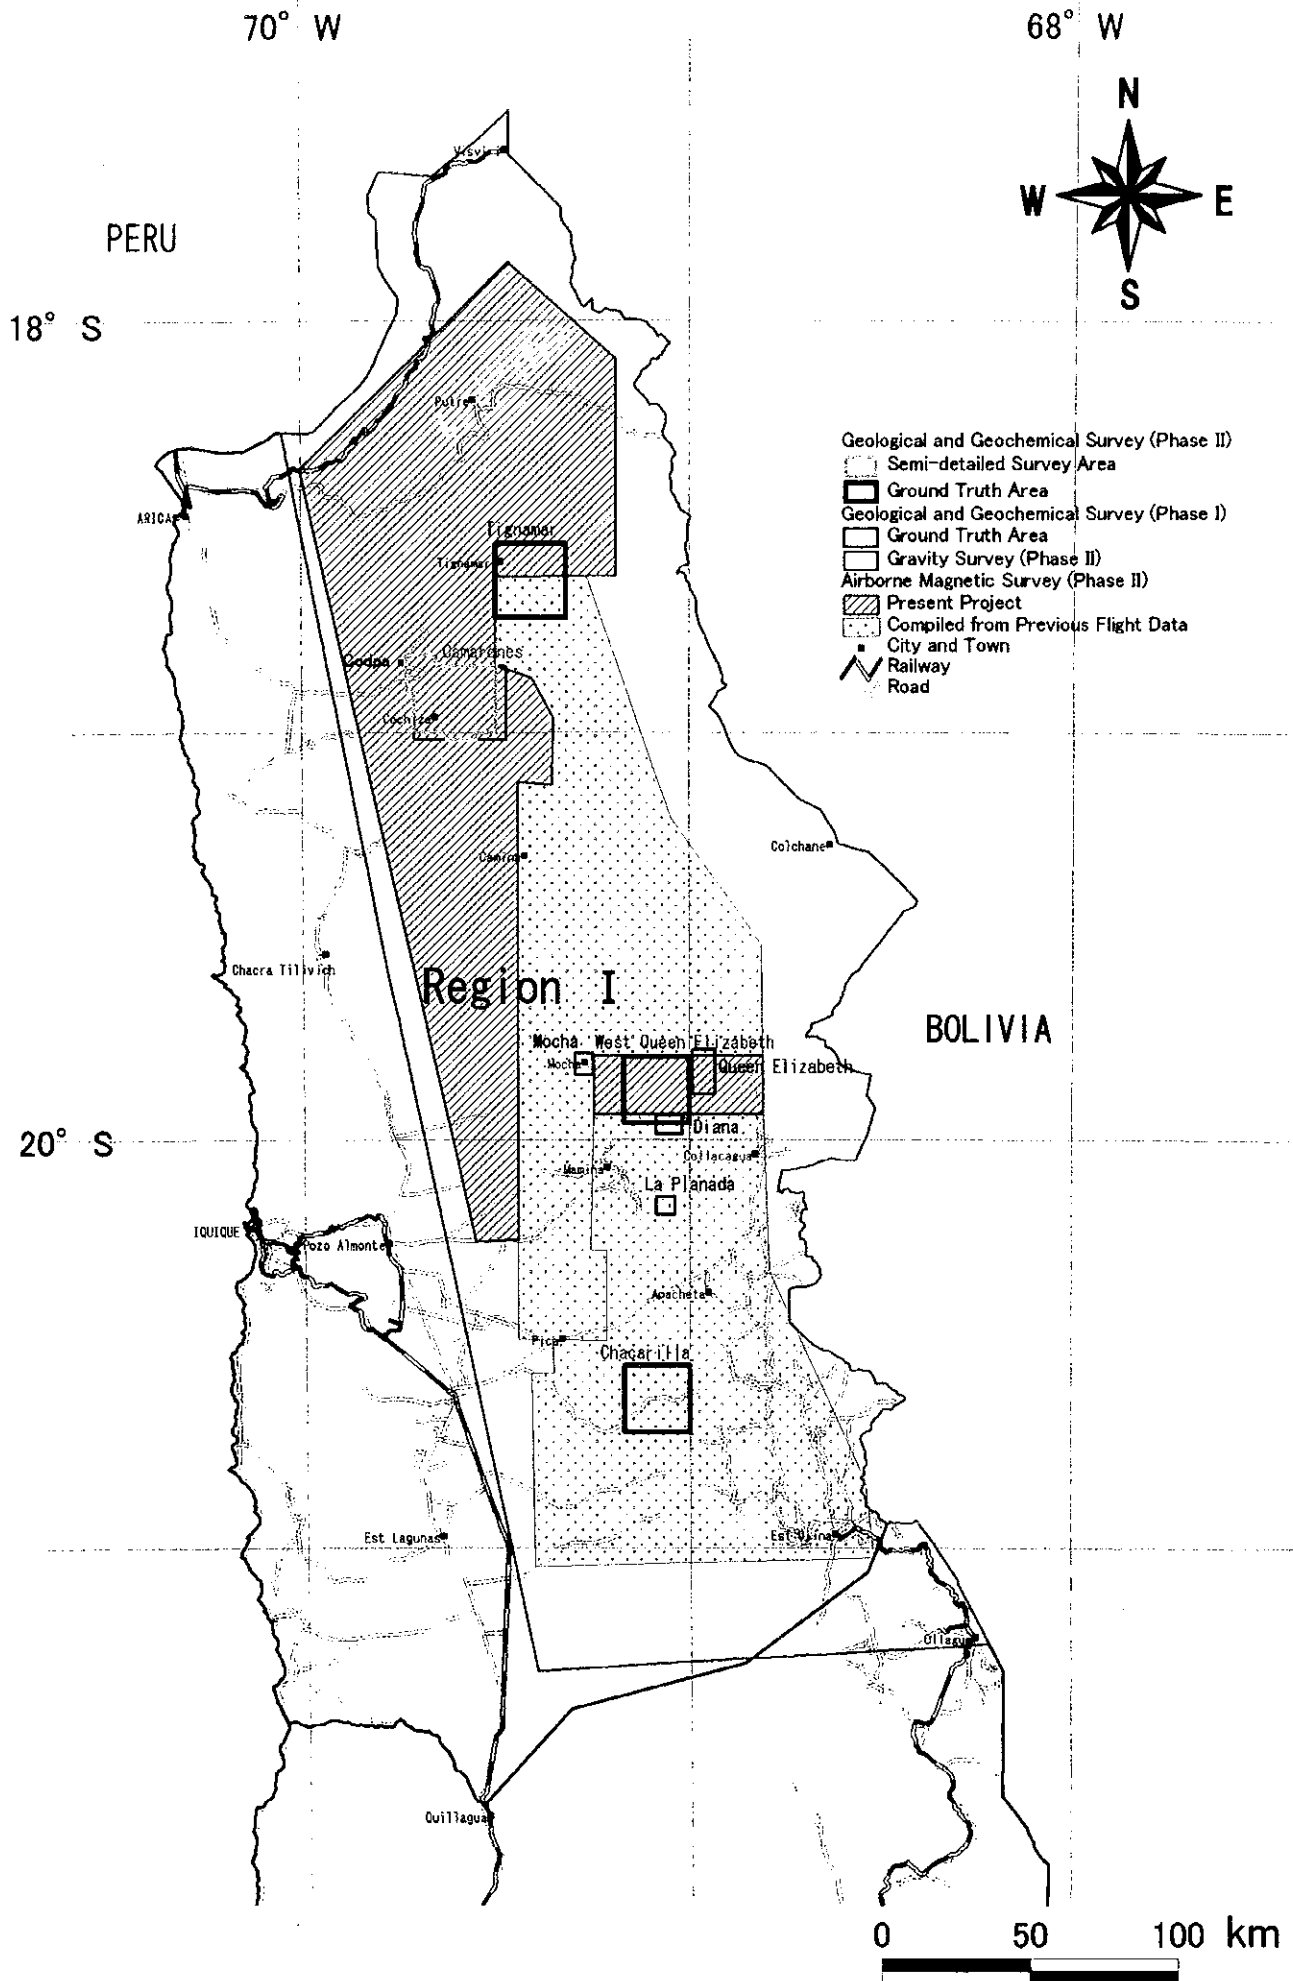 70° W
68° W
N
W E
S
Visviri
PERU
18° S
Putre
Geological and Geochemical Survey (Phase II)
Semi-detailed Survey Area
Ground Truth Area
Geological and Geochemical Survey (Phase I)
Ground Truth Area
Gravity Survey (Phase II)
Airborne Magnetic Survey (Phase II)
Present Project
Compiled from Previous Flight Data
City and Town
Railway
Road
ARICA
Tignamar
Tignamar
Codpa
Camarones
Cochiza
Camina
Colchane
Chacra Tilivich
Region I
BOLIVIA
Mocha
West Queen Elizabeth
Mocha
Queen Elizabeth
Diana
20° S
Collacagua
Mamina
La Planada
IQUIQUE
Pozo Almonte
Apacheta
Pica
Chacarilla
Est Lagunas
Est Ujina
Ollague
Quillagua
0 50 100 km